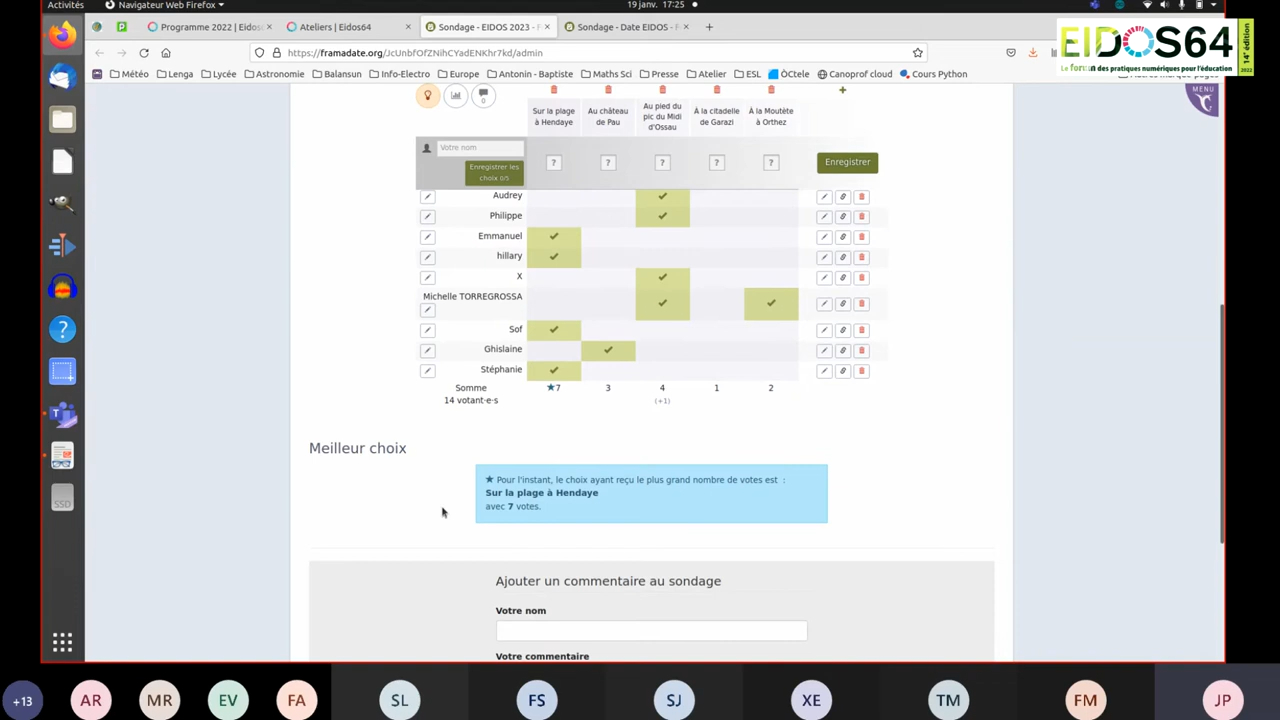 Activités
Navigateur Web Firefox
19 janv. 17:25
Programme 2022 | Eidos
Ateliers | Eidos64
Sondage - EIDOS 2023 - F
Sondage - Date EIDOS - F
https://framadate.org/JcUnbfOfZNihCYadENKhr7kd/admin
Météo
Lenga
Lycée
Astronomie
Balansun
Info-Electro
Europe
Antonin - Baptiste
Maths Sci
Presse
Atelier
ESL
ÔCtele
Canoprof cloud
Cours Python
EIDOS64
Le forum des pratiques numériques pour l'éducation
14e édition
2022
MENU
0
Sur la plage à Hendaye
Au château de Pau
Au pied du pic du Midi d'Ossau
À la citadelle de Garazi
À la Moutète à Orthez
Votre nom
Enregistrer les choix 0/5
? ? ? ? ?
Enregistrer
Audrey
Philippe
Emmanuel
hillary
X
Michelle TORREGROSSA
Sof
Ghislaine
Stéphanie
Somme ★7 3 4 1 2
14 votant·e·s (+1)
Meilleur choix
★ Pour l'instant, le choix ayant reçu le plus grand nombre de votes est :
Sur la plage à Hendaye
avec 7 votes.
Ajouter un commentaire au sondage
Votre nom
Votre commentaire
SSD
+13
AR
MR
EV
FA
SL
FS
SJ
XE
TM
FM
JP